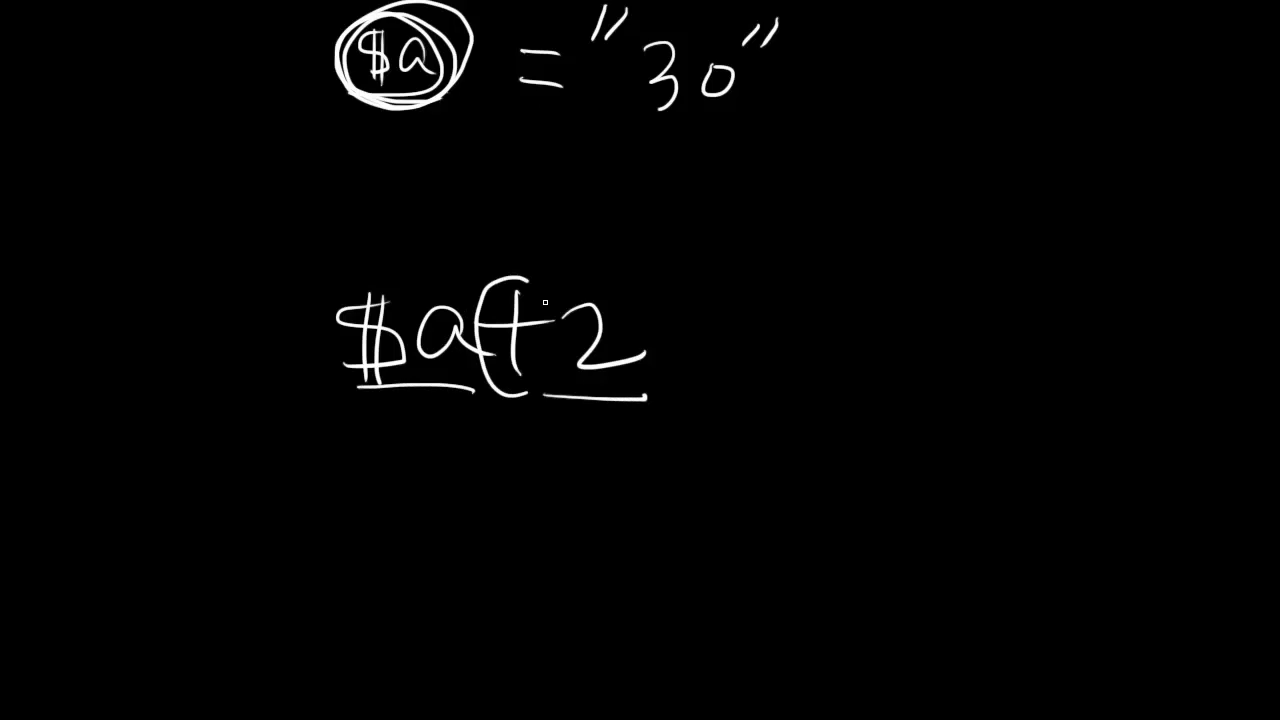 $a = "30"
$a + 2